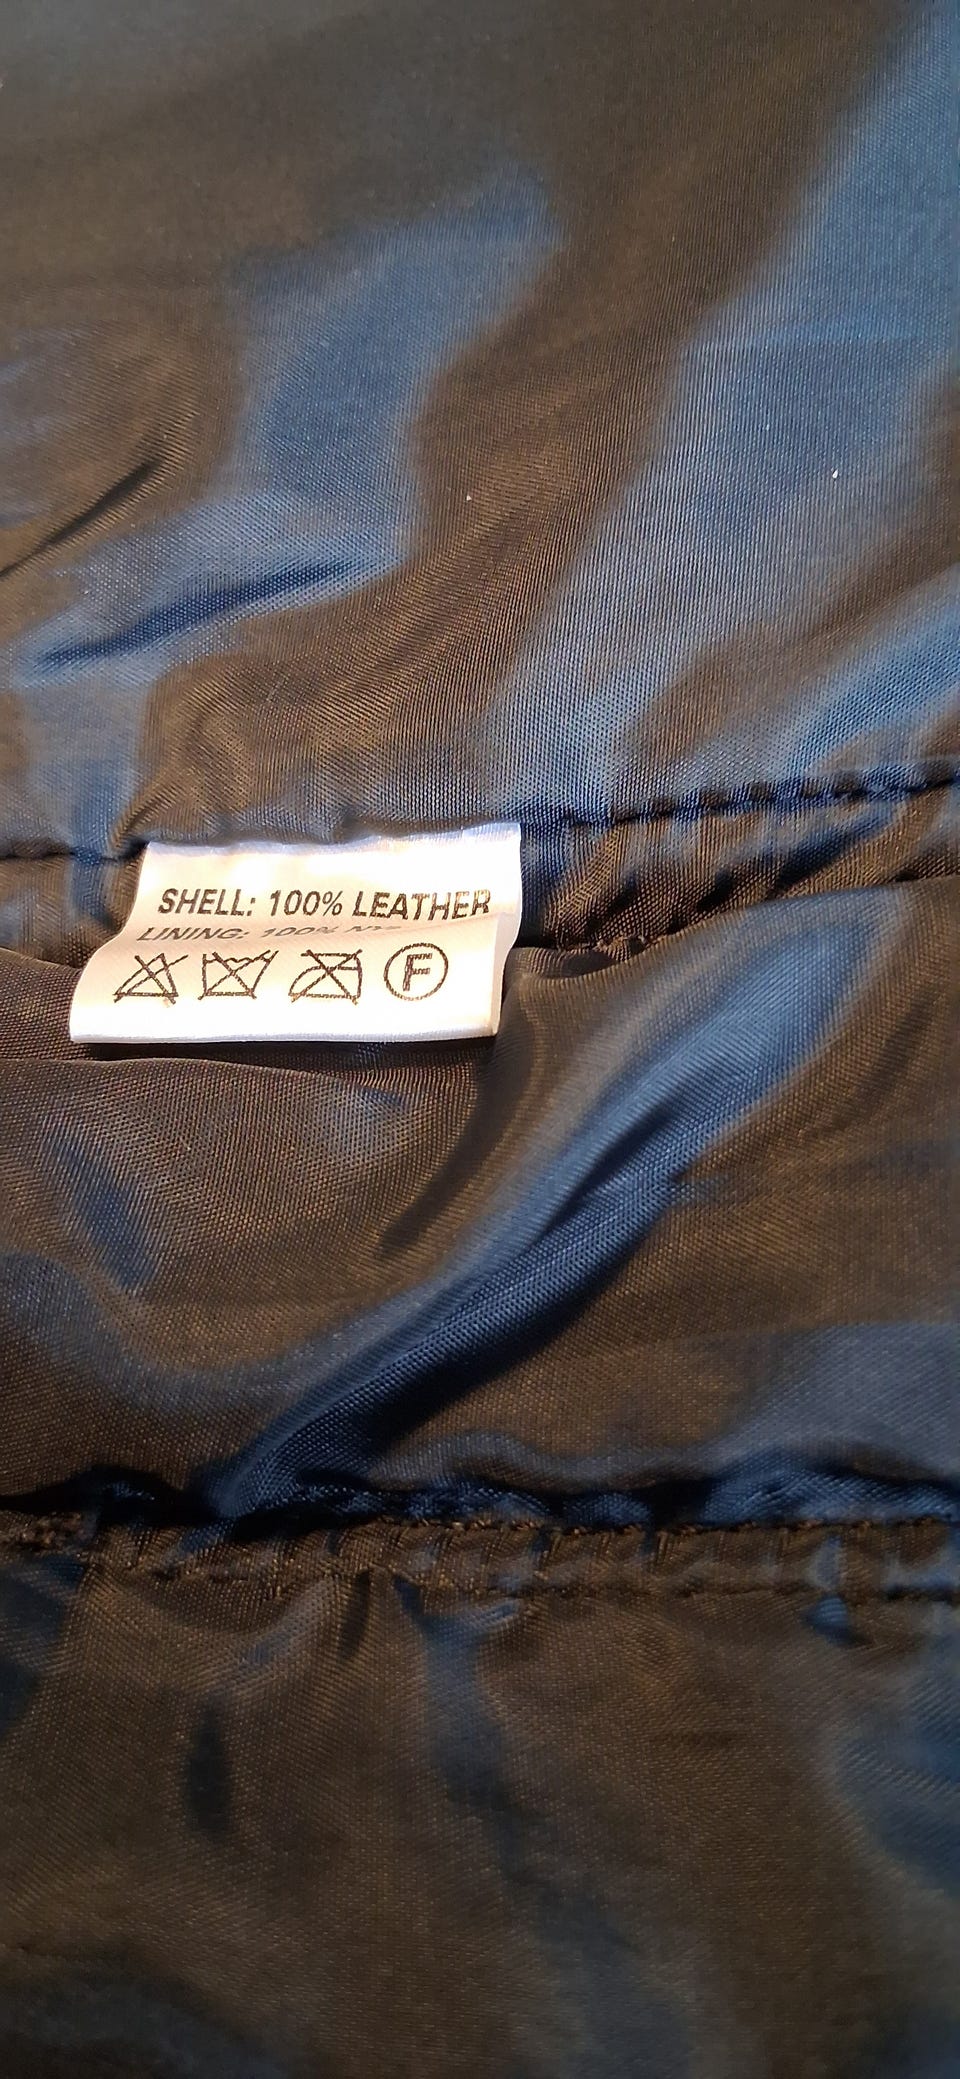 SHELL: 100% LEATHER
LINING: 100%
F